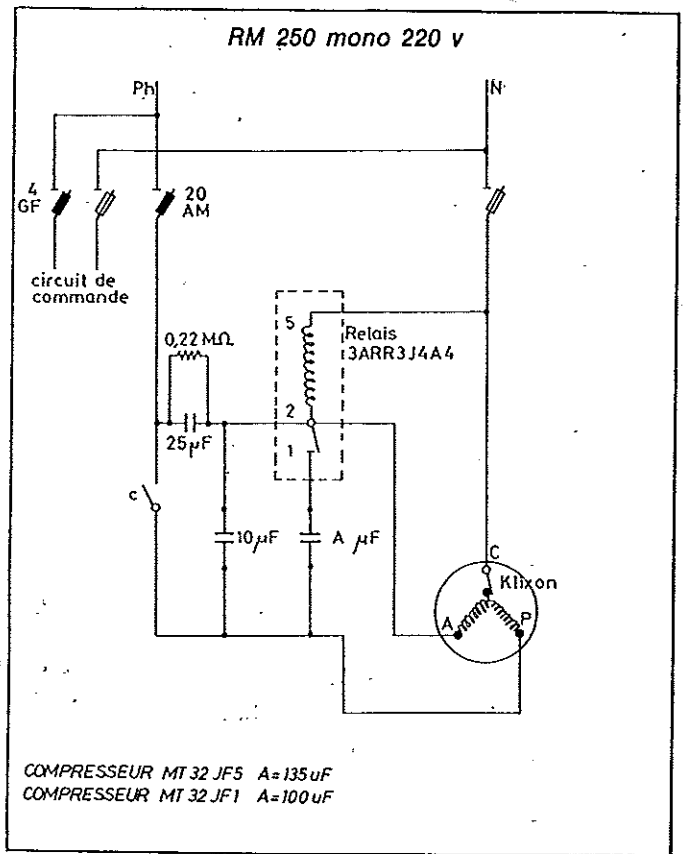 RM 250 mono 220 v
Ph
N
4
GF
20
AM
circuit de
commande
0,22 MΩ
5
Relais
3ARR3J4A4
2
25µF
1
c
10µF
A µF
C
Klixon
A
P
COMPRESSEUR MT 32 JF5 A=135uF
COMPRESSEUR MT 32 JF1 A=100uF